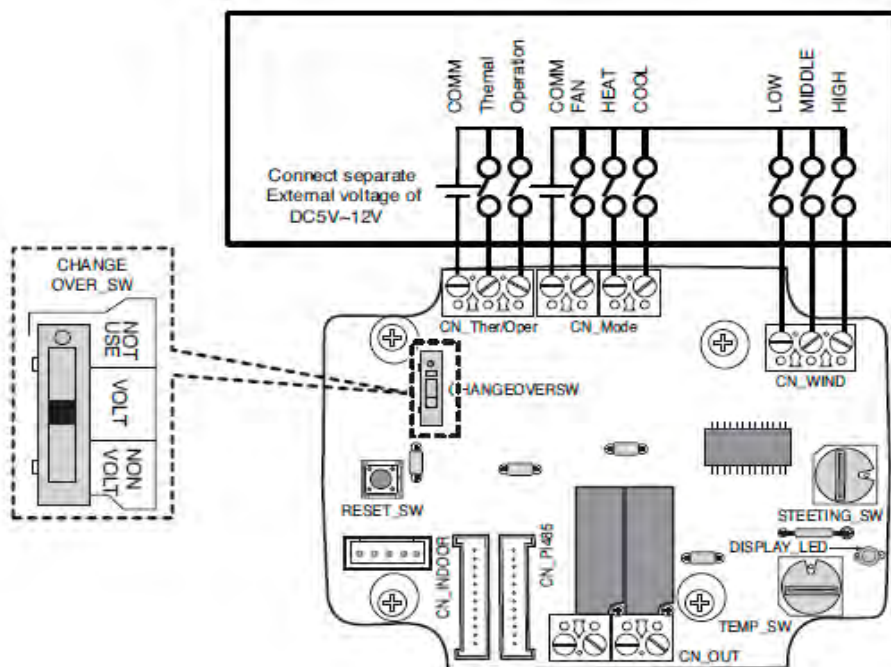 COMM
Themal
Operation
COMM
FAN
HEAT
COOL
LOW
MIDDLE
HIGH
Connect separate
External voltage of
DC5V~12V
CHANGE
OVER_SW
NOT
USE
VOLT
NON
VOLT
CN_Ther/Oper
CN_Mode
CN_WIND
CHANGEOVERSW
RESET_SW
STEETING_SW
DISPLAY_LED
CN_INDOOR
CN_PI485
TEMP_SW
CN_OUT